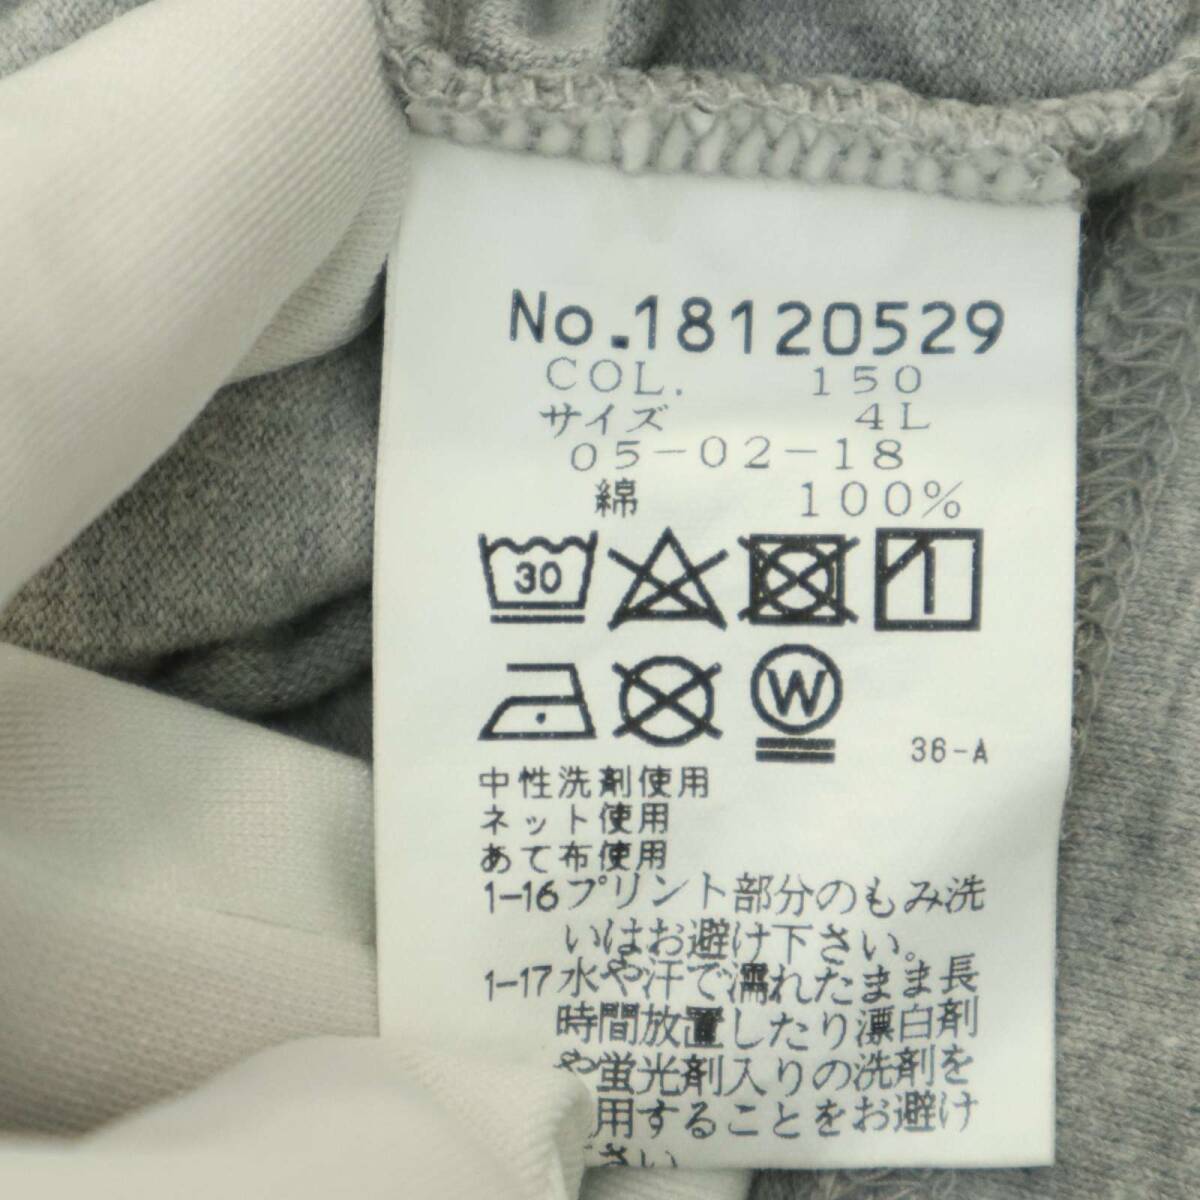 No.18120529
COL. 150
サイズ 4L
05-02-18
綿 100%
30
W
36-A
中性洗剤使用
ネット使用
あて布使用
1-16プリント部分のもみ洗
いはお避け下さい。
1-17水や汗で濡れたまま長
時間放置したり漂白剤
や蛍光剤入りの洗剤を
用することをお避け
さい